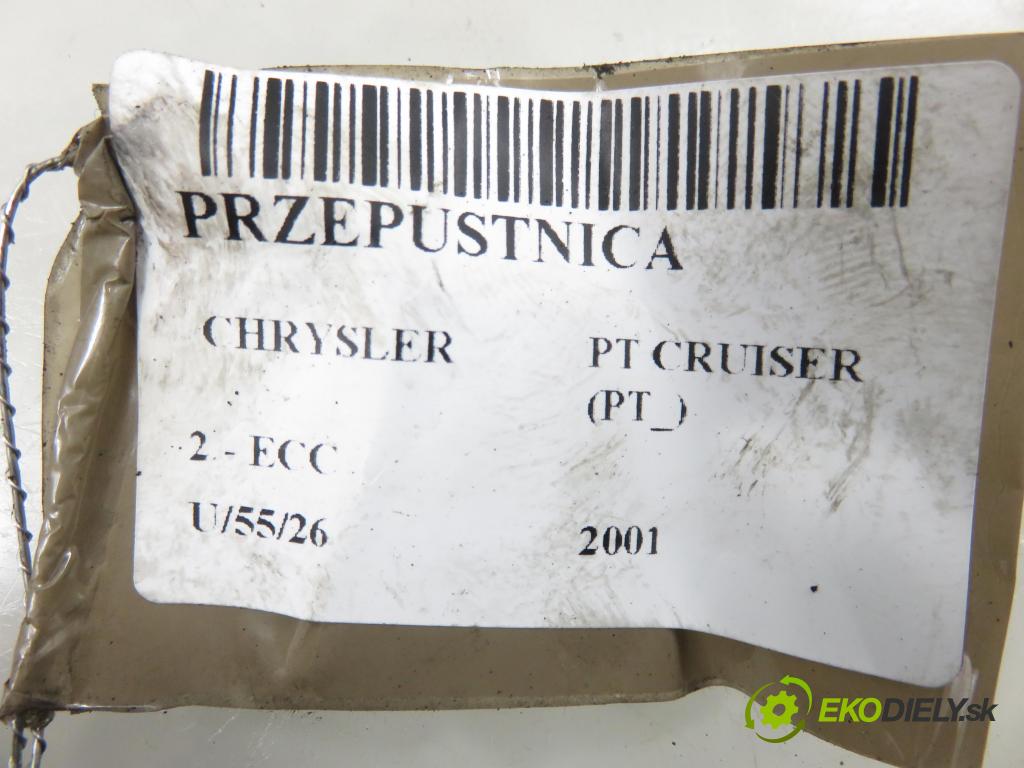 PRZEPUSTNICA
CHRYSLER
PT CRUISER
(PT_)
2 - ECC
U/55/26
2001
EKODIELY.sk